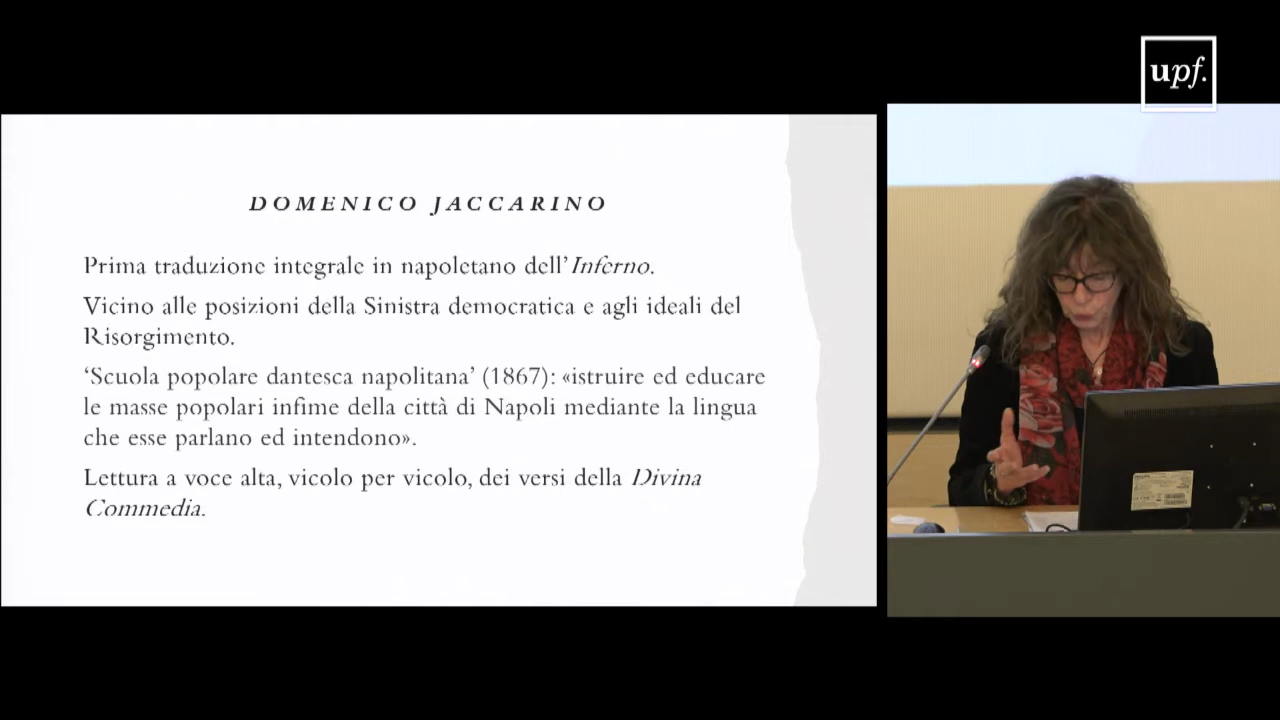 upf.
DOMENICO JACCARINO
Prima traduzione integrale in napoletano dell’Inferno.
Vicino alle posizioni della Sinistra democratica e agli ideali del
Risorgimento.
‘Scuola popolare dantesca napolitana’ (1867): «istruire ed educare
le masse popolari infime della città di Napoli mediante la lingua
che esse parlano ed intendono».
Lettura a voce alta, vicolo per vicolo, dei versi della Divina
Commedia.